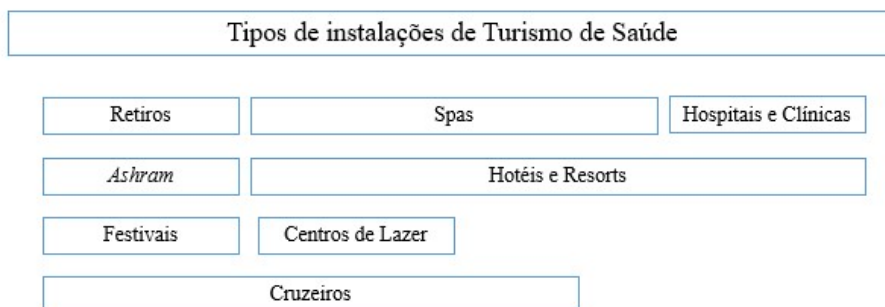 Tipos de instalações de Turismo de Saúde
Retiros
Spas
Hospitais e Clínicas
Ashram
Hotéis e Resorts
Festivais
Centros de Lazer
Cruzeiros